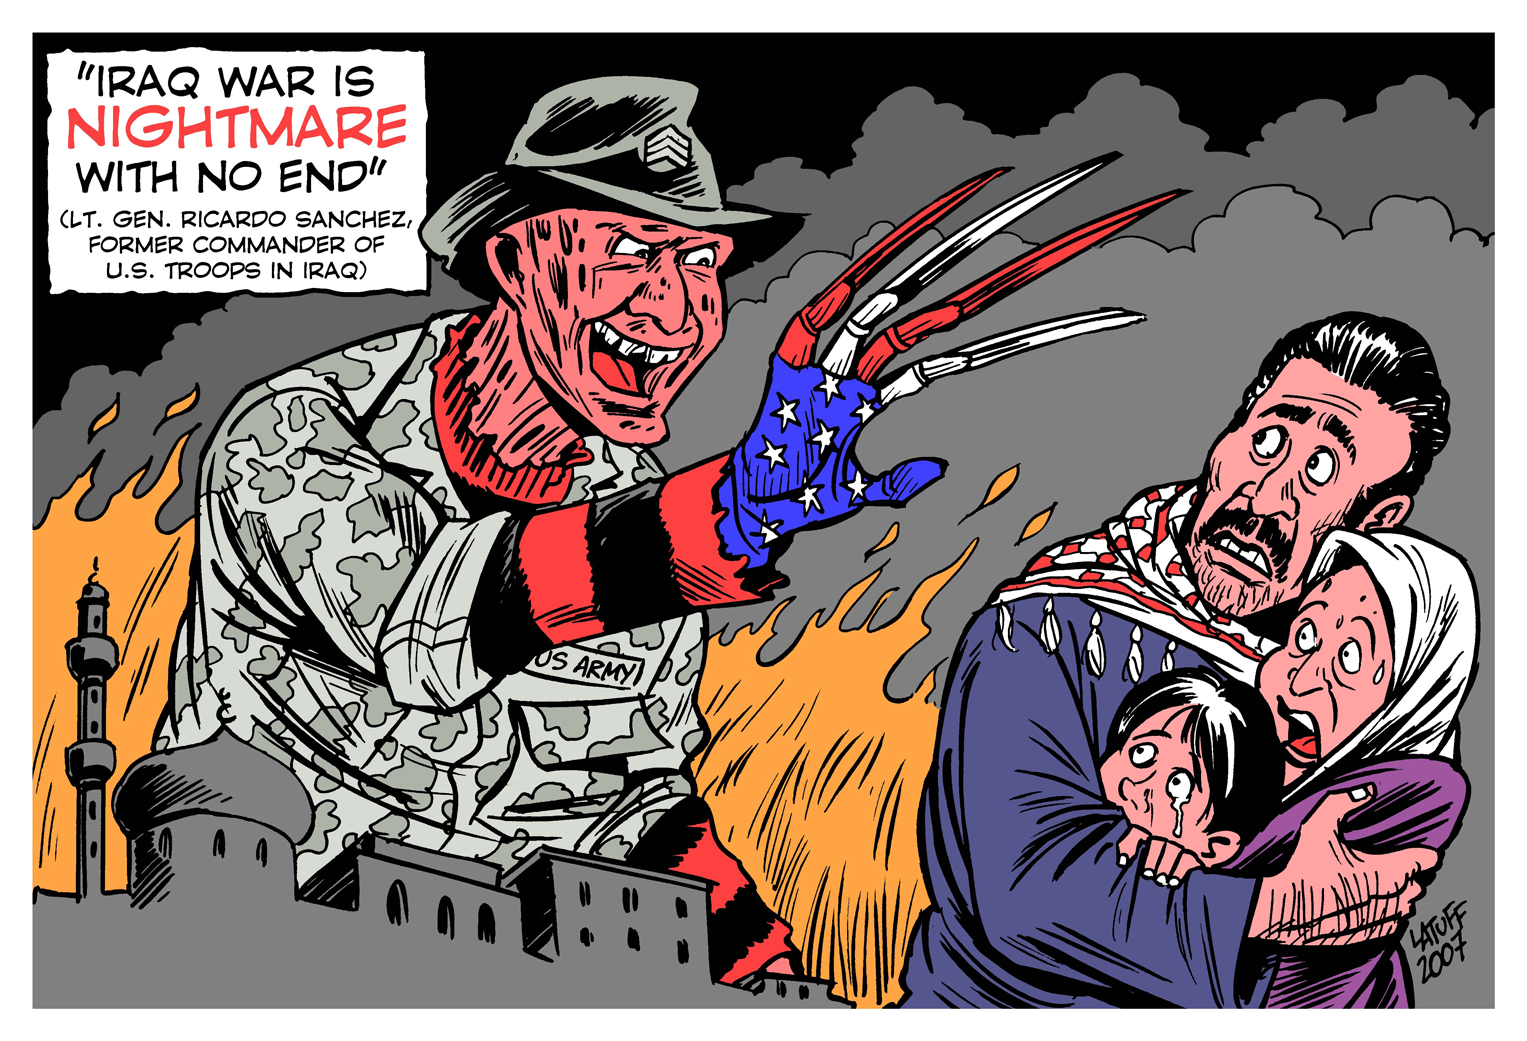 "IRAQ WAR IS
NIGHTMARE
WITH NO END"
(LT. GEN. RICARDO SANCHEZ,
FORMER COMMANDER OF
U.S. TROOPS IN IRAQ)
US ARMY
LATUFF
2007